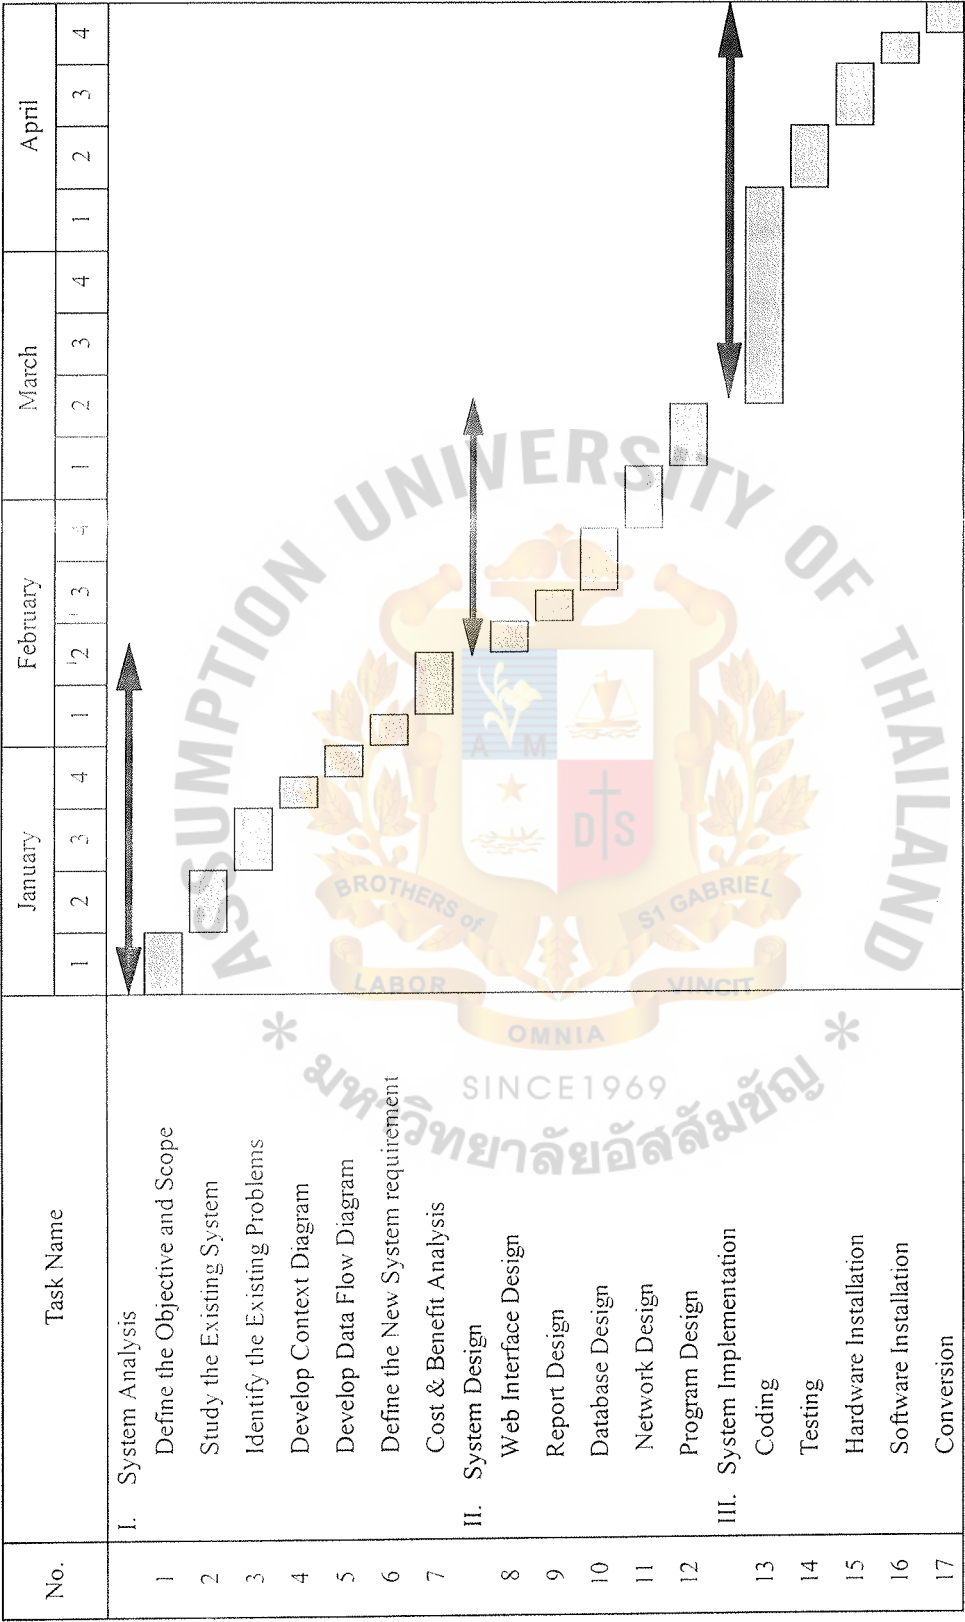 No. Task Name January February March April
1 2 3 4 1 2 3 4 1 2 3 4 1 2 3 4
I. System Analysis
1 Define the Objective and Scope
2 Study the Existing System
3 Identify the Existing Problems
4 Develop Context Diagram
5 Develop Data Flow Diagram
6 Define the New System requirement
7 Cost & Benefit Analysis
II. System Design
8 Web Interface Design
9 Report Design
10 Database Design
11 Network Design
12 Program Design
III. System Implementation
13 Coding
14 Testing
15 Hardware Installation
16 Software Installation
17 Conversion
ASSUMPTION UNIVERSITY OF THAILAND
A M
D S
BROTHERS of ST GABRIEL
LABOR OMNIA VINCIT
SINCE1969
* มหาวิทยาลัยอัสสัมชัญ *